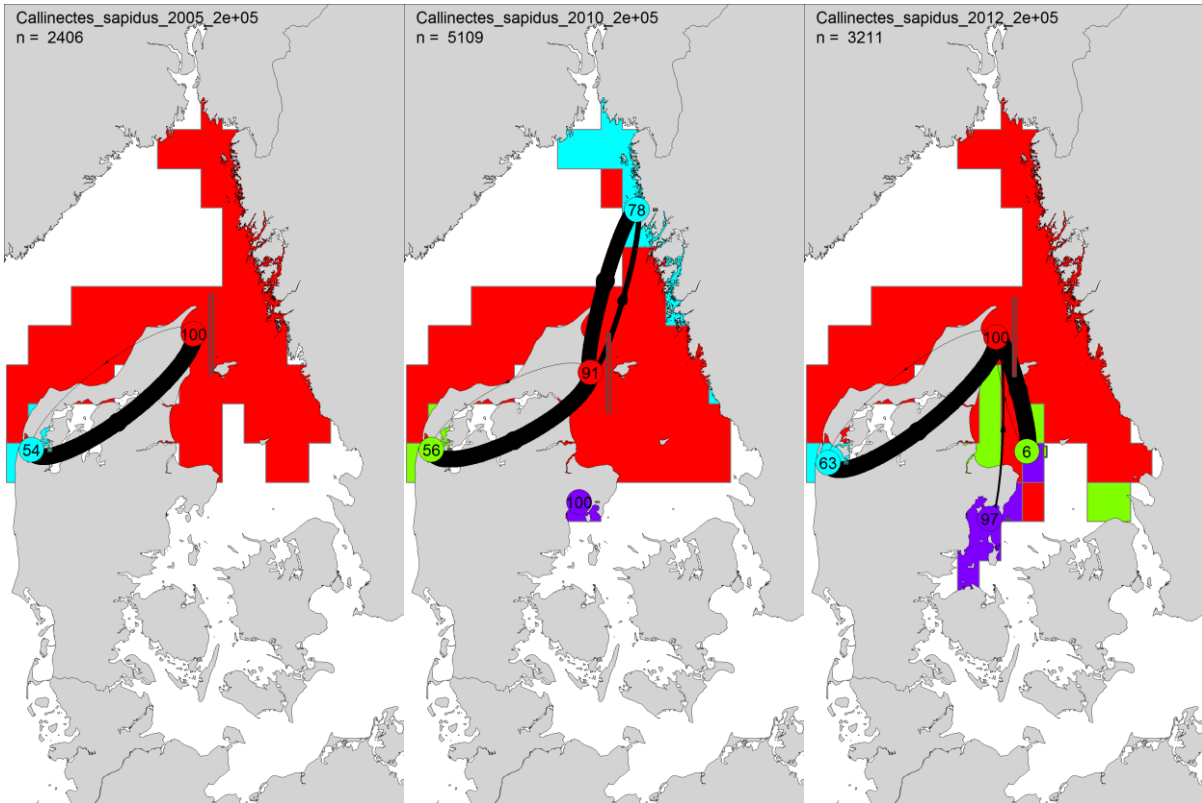 Callinectes_sapidus_2005_2e+05
n = 2406
100
54
Callinectes_sapidus_2010_2e+05
n = 5109
78
91
56
100
Callinectes_sapidus_2012_2e+05
n = 3211
100
6
63
97